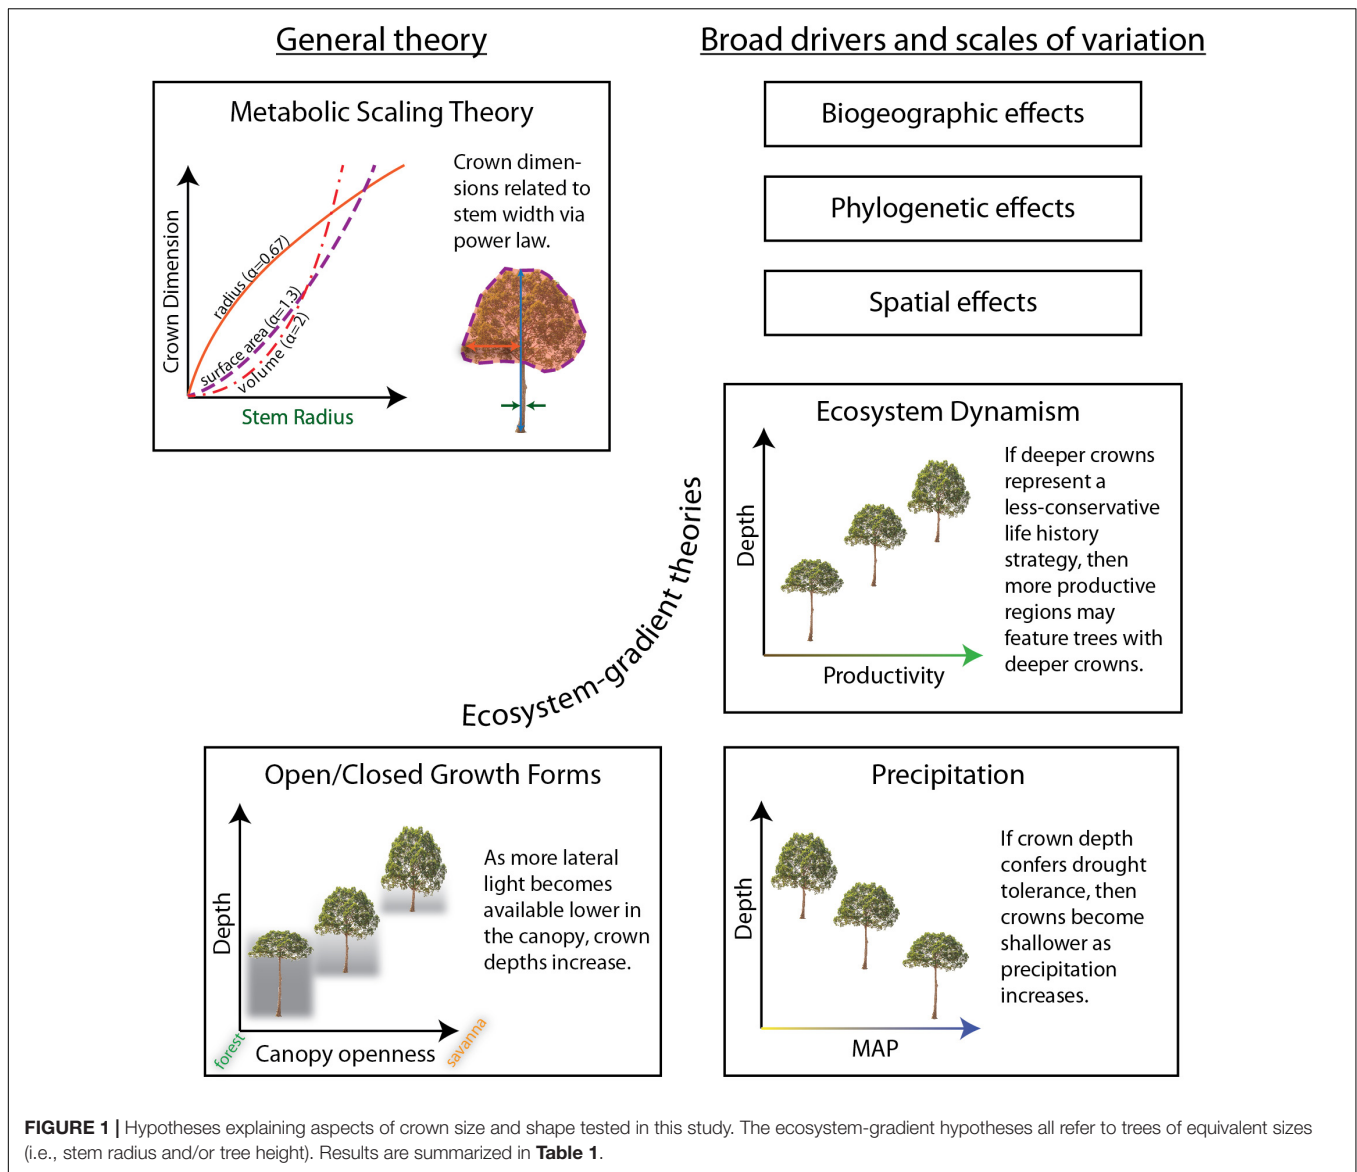 General theory
Broad drivers and scales of variation
Metabolic Scaling Theory
Crown Dimension
radius (α=0.67)
surface area (α=1.3)
volume (α=2)
Stem Radius
Crown dimen-
sions related to
stem width via
power law.
Biogeographic effects
Phylogenetic effects
Spatial effects
Ecosystem-gradient theories
Ecosystem Dynamism
Depth
Productivity
If deeper crowns
represent a
less-conservative
life history
strategy, then
more productive
regions may
feature trees with
deeper crowns.
Open/Closed Growth Forms
Depth
forest
Canopy openness
savanna
As more lateral
light becomes
available lower in
the canopy, crown
depths increase.
Precipitation
Depth
MAP
If crown depth
confers drought
tolerance, then
crowns become
shallower as
precipitation
increases.
FIGURE 1 | Hypotheses explaining aspects of crown size and shape tested in this study. The ecosystem-gradient hypotheses all refer to trees of equivalent sizes
(i.e., stem radius and/or tree height). Results are summarized in Table 1.